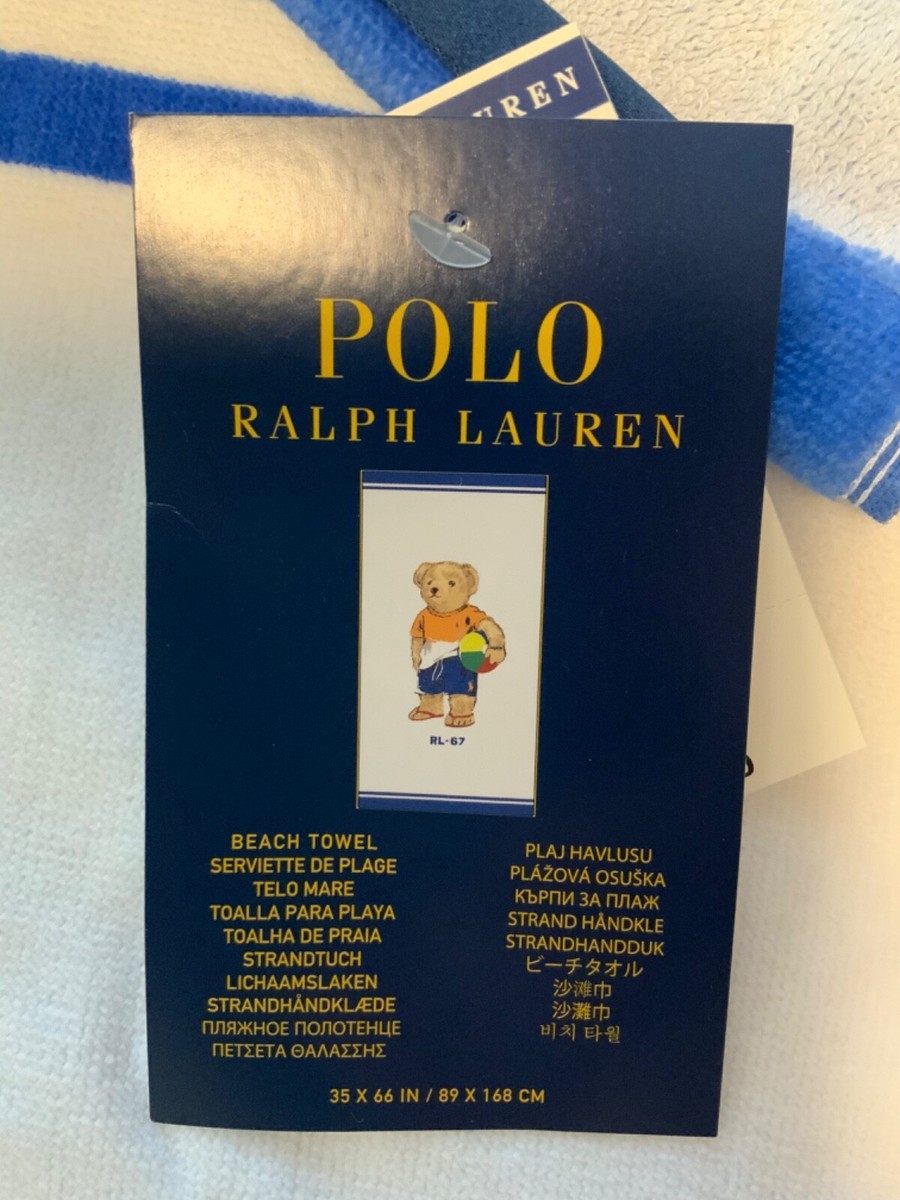 UREN
POLO
RALPH LAUREN
RL-67
BEACH TOWEL
SERVIETTE DE PLAGE
TELO MARE
TOALLA PARA PLAYA
TOALHA DE PRAIA
STRANDTUCH
LICHAAMSLAKEN
STRANDHÅNDKLÆDE
ПЛЯЖНОЕ ПОЛОТЕНЦЕ
ΠΕΤΣΕΤΑ ΘΑΛΑΣΣΗΣ
PLAJ HAVLUSU
PLÁŽOVÁ OSUŠKA
КЪРПИ ЗА ПЛАЖ
STRAND HÅNDKLE
STRANDHANDDUK
ビーチタオル
沙滩巾
沙灘巾
비치 타월
35 X 66 IN / 89 X 168 CM